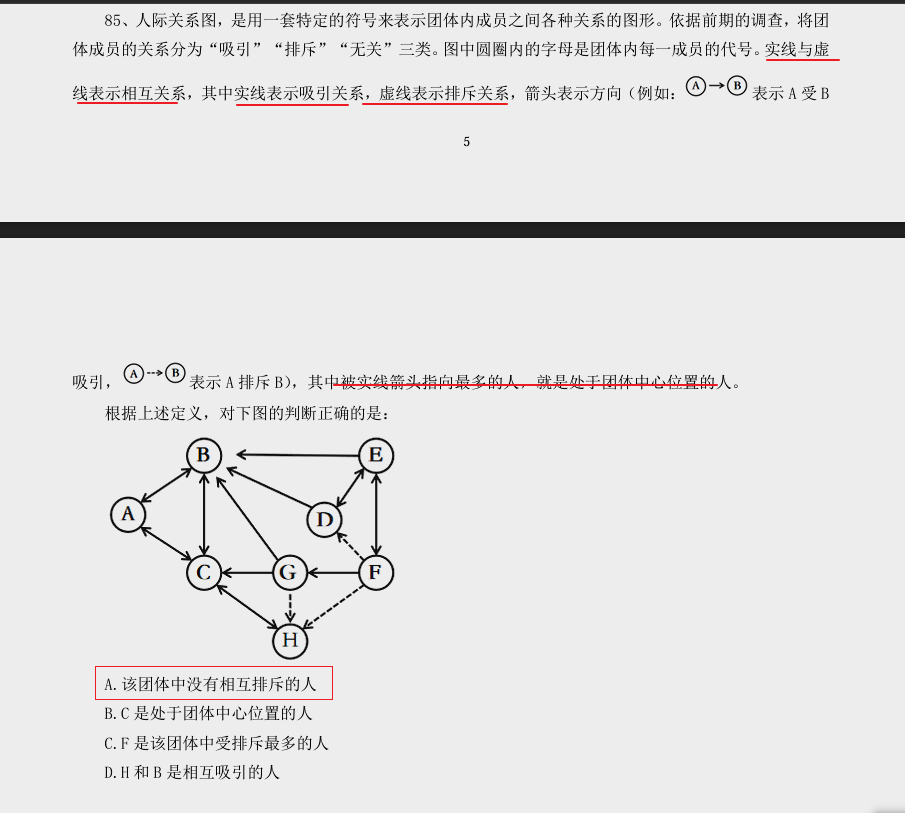 85、人际关系图，是用一套特定的符号来表示团体内成员之间各种关系的图形。依据前期的调查，将团
体成员的关系分为“吸引”“排斥”“无关”三类。图中圆圈内的字母是团体内每一成员的代号。实线与虚
线表示相互关系，其中实线表示吸引关系，虚线表示排斥关系，箭头表示方向（例如：A→B 表示 A 受 B
5
吸引，A⇢B 表示 A 排斥 B），其中被实线箭头指向最多的人，就是处于团体中心位置的人。
根据上述定义，对下图的判断正确的是：
B
E
A
D
C
G
F
H
A.该团体中没有相互排斥的人
B.C 是处于团体中心位置的人
C.F 是该团体中受排斥最多的人
D.H 和 B 是相互吸引的人